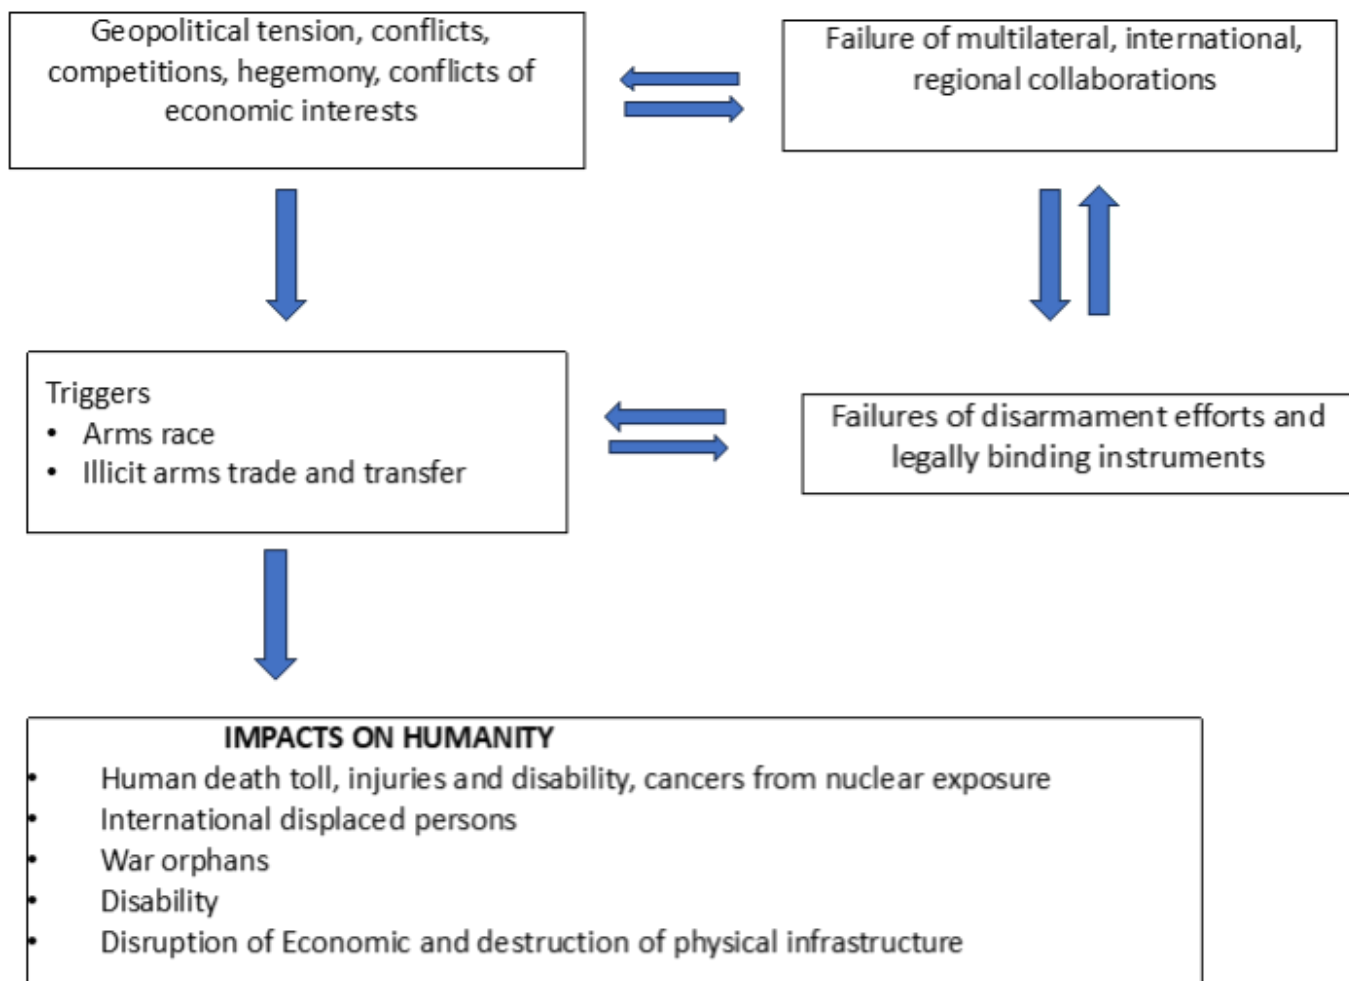 Geopolitical tension, conflicts,
competitions, hegemony, conflicts of
economic interests
Failure of multilateral, international,
regional collaborations
Triggers
• Arms race
• Illicit arms trade and transfer
Failures of disarmament efforts and
legally binding instruments
IMPACTS ON HUMANITY
• Human death toll, injuries and disability, cancers from nuclear exposure
• International displaced persons
• War orphans
• Disability
• Disruption of Economic and destruction of physical infrastructure